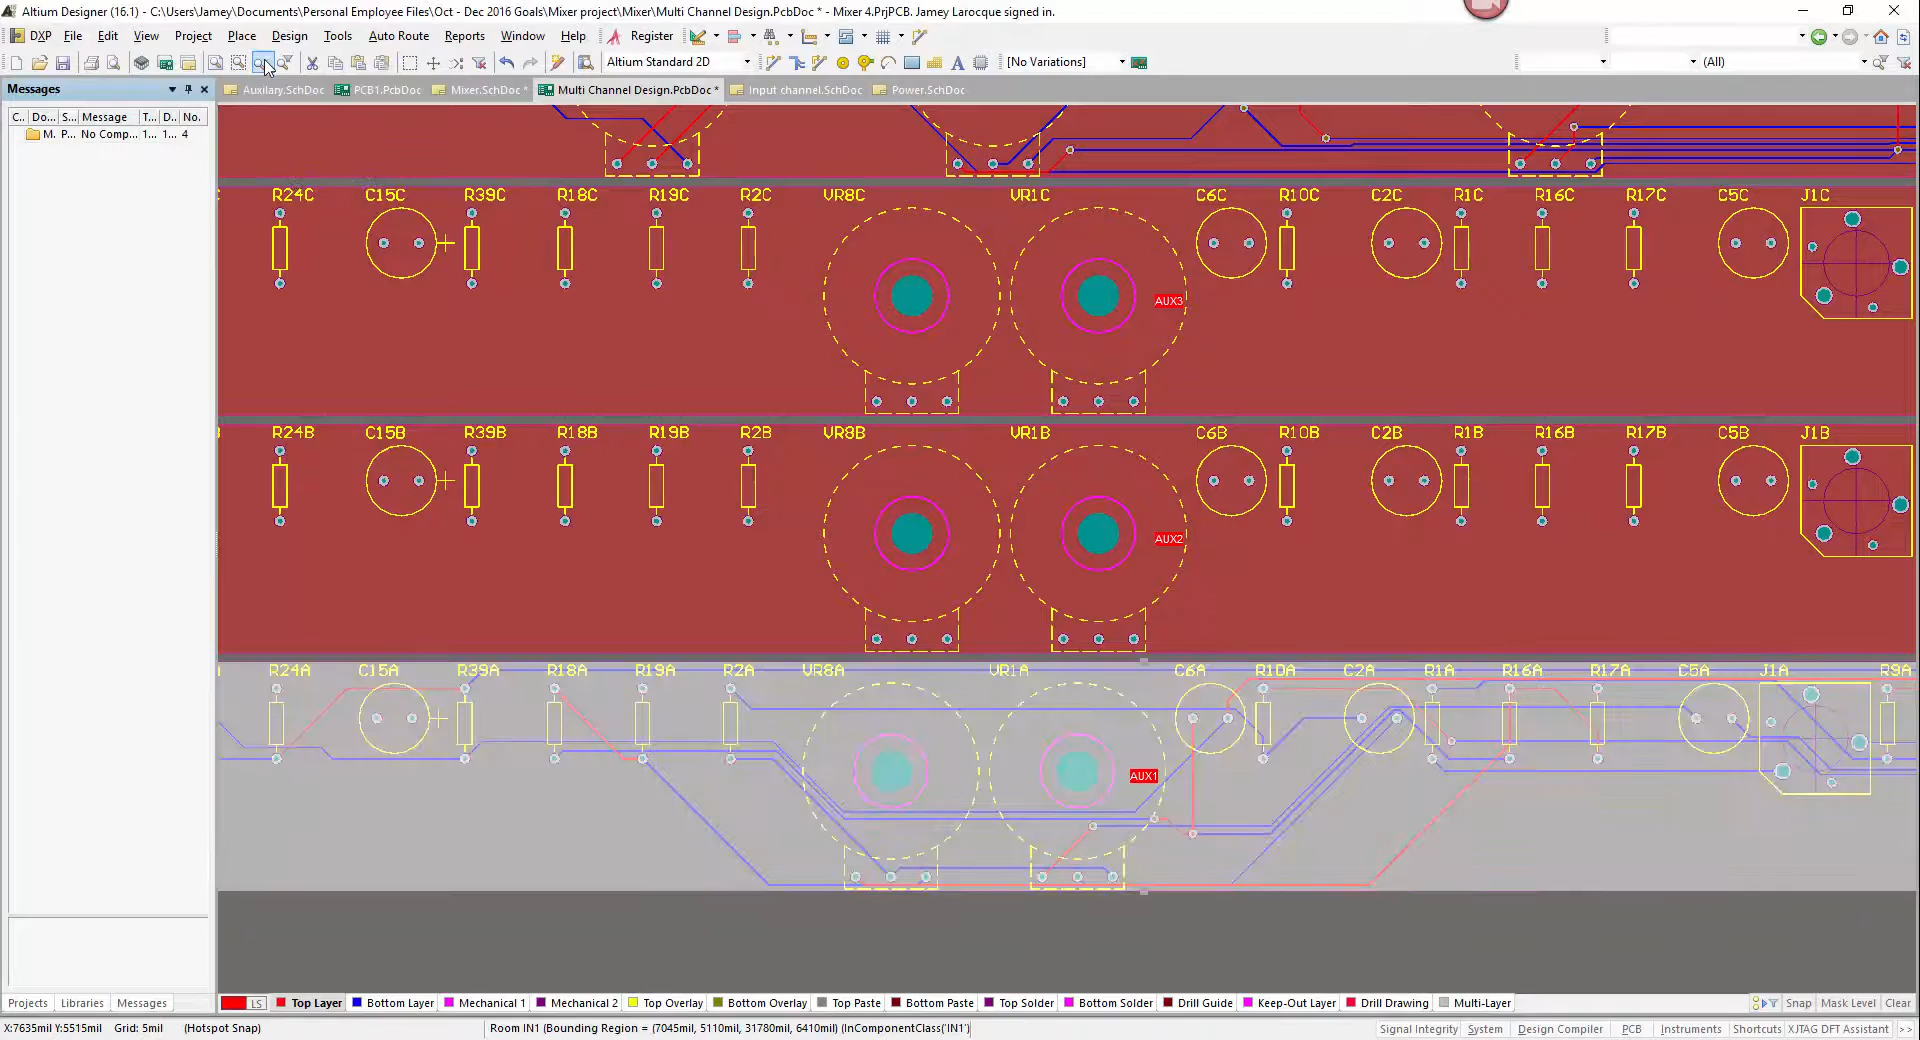 Altium Designer (16.1) - C:\Users\Jamey\Documents\Personal Employee Files\Oct - Dec 2016 Goals\Mixer project\Mixer\Multi Channel Design.PcbDoc * - Mixer 4.PrjPCB. Jamey Larocque signed in.
DXP File Edit View Project Place Design Tools Auto Route Reports Window Help Register
Altium Standard 2D [No Variations] (All)
Messages Auxilary.SchDoc PCB1.PcbDoc Mixer.SchDoc * Multi Channel Design.PcbDoc * Input channel.SchDoc Power.SchDoc
C.. Do... S... Message T... D.. No.
M. P... No Comp... 1... 1... 4
R24C C15C R39C R18C R19C R2C VR8C VR1C C6C R10C C2C R1C R16C R17C C5C J1C
AUX3
R24B C15B R39B R18B R19B R2B VR8B VR1B C6B R10B C2B R1B R16B R17B C5B J1B
AUX2
R24A C15A R39A R18A R19A R2A VR8A VR1A C6A R10A C2A R1A R16A R17A C5A J1A R9A
AUX1
Projects Libraries Messages LS Top Layer Bottom Layer Mechanical 1 Mechanical 2 Top Overlay Bottom Overlay Top Paste Bottom Paste Top Solder Bottom Solder Drill Guide Keep-Out Layer Drill Drawing Multi-Layer Snap Mask Level Clear
X:7635mil Y:5515mil Grid: 5mil (Hotspot Snap) Room IN1 (Bounding Region = (7045mil, 5110mil, 31780mil, 6410mil) (InComponentClass('IN1') Signal Integrity System Design Compiler PCB Instruments Shortcuts XJTAG DFT Assistant >>